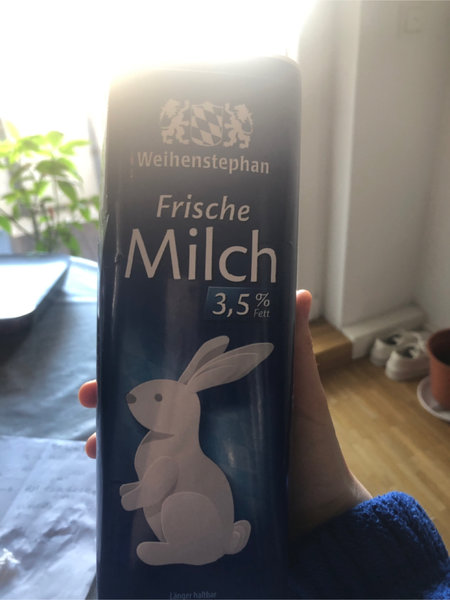 Weihenstephan
Frische
Milch
3,5 %
Fett
Länger haltbar